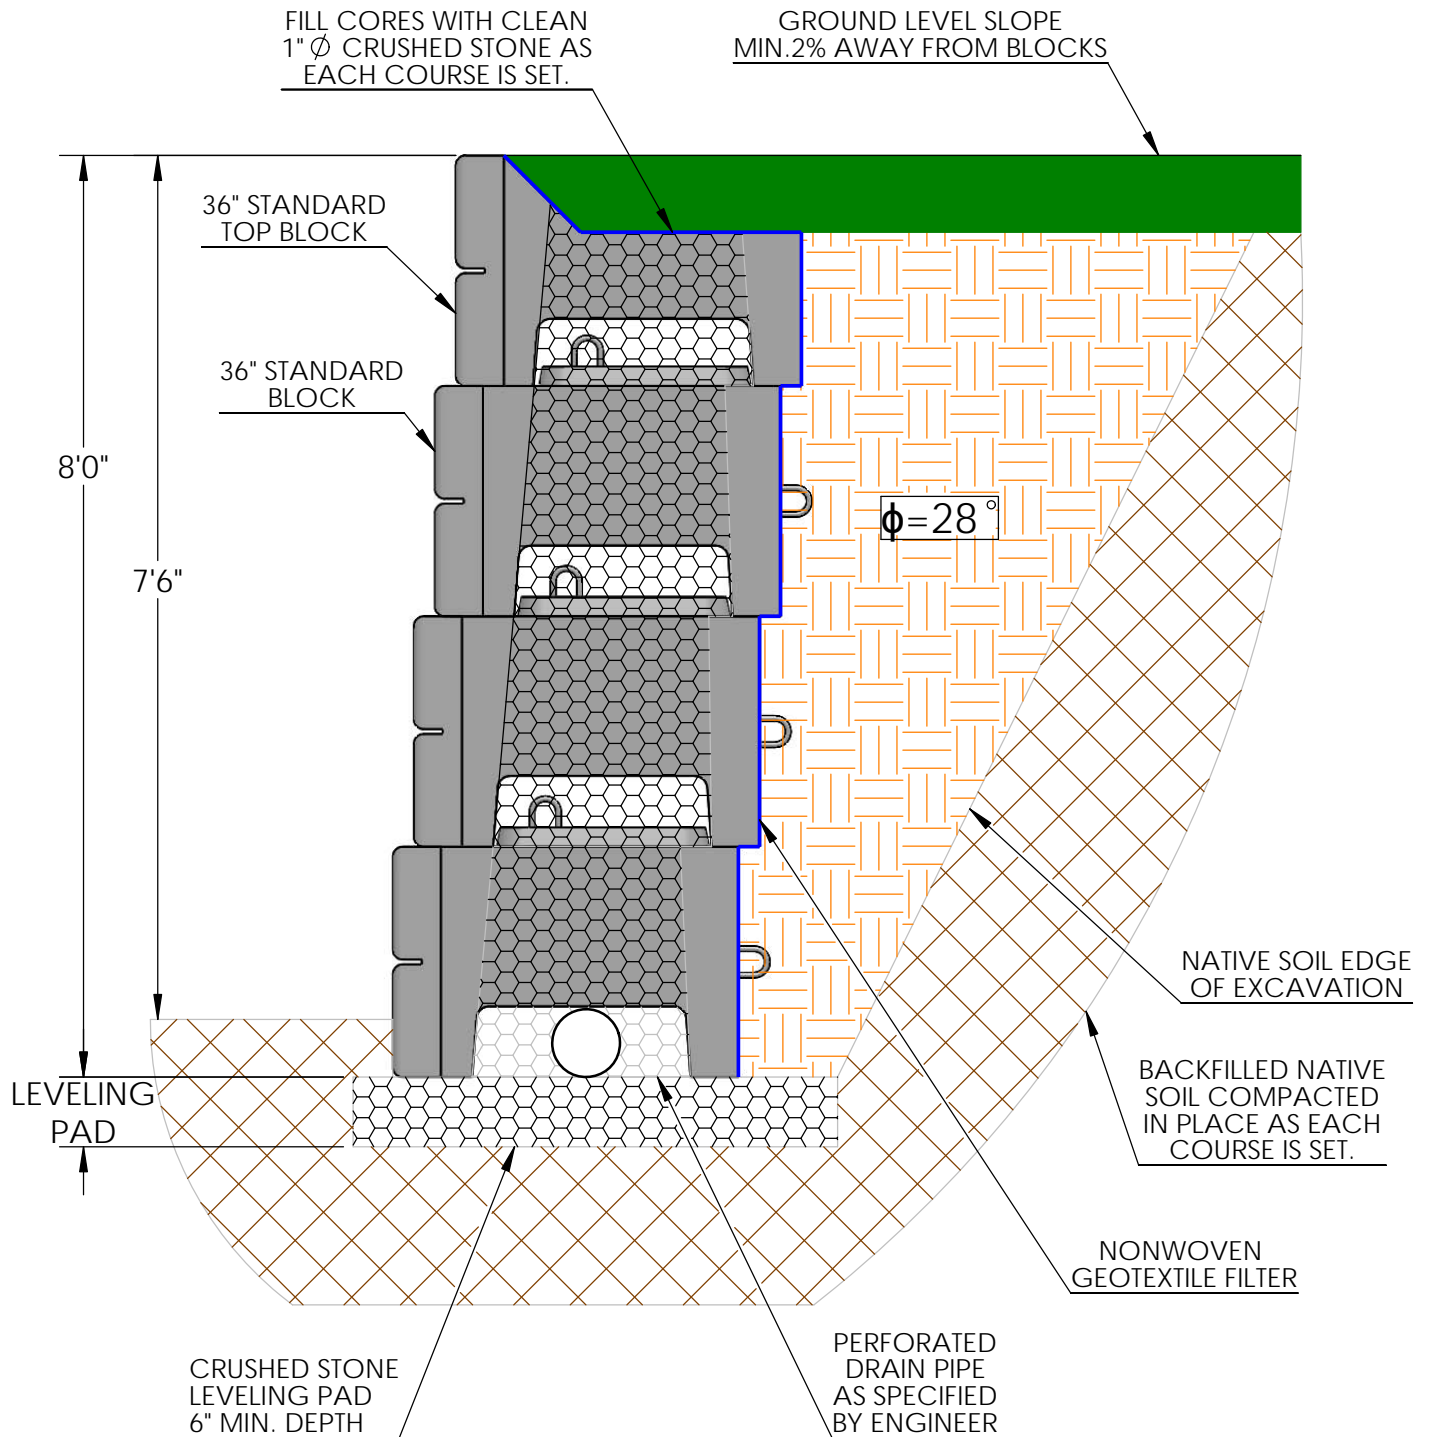 FILL CORES WITH CLEAN
1" Ø CRUSHED STONE AS
EACH COURSE IS SET.
GROUND LEVEL SLOPE
MIN.2% AWAY FROM BLOCKS
36" STANDARD
TOP BLOCK
36" STANDARD
BLOCK
8'0"
7'6"
ϕ=28°
NATIVE SOIL EDGE
OF EXCAVATION
BACKFILLED NATIVE
SOIL COMPACTED
IN PLACE AS EACH
COURSE IS SET.
LEVELING
PAD
NONWOVEN
GEOTEXTILE FILTER
CRUSHED STONE
LEVELING PAD
6" MIN. DEPTH
PERFORATED
DRAIN PIPE
AS SPECIFIED
BY ENGINEER